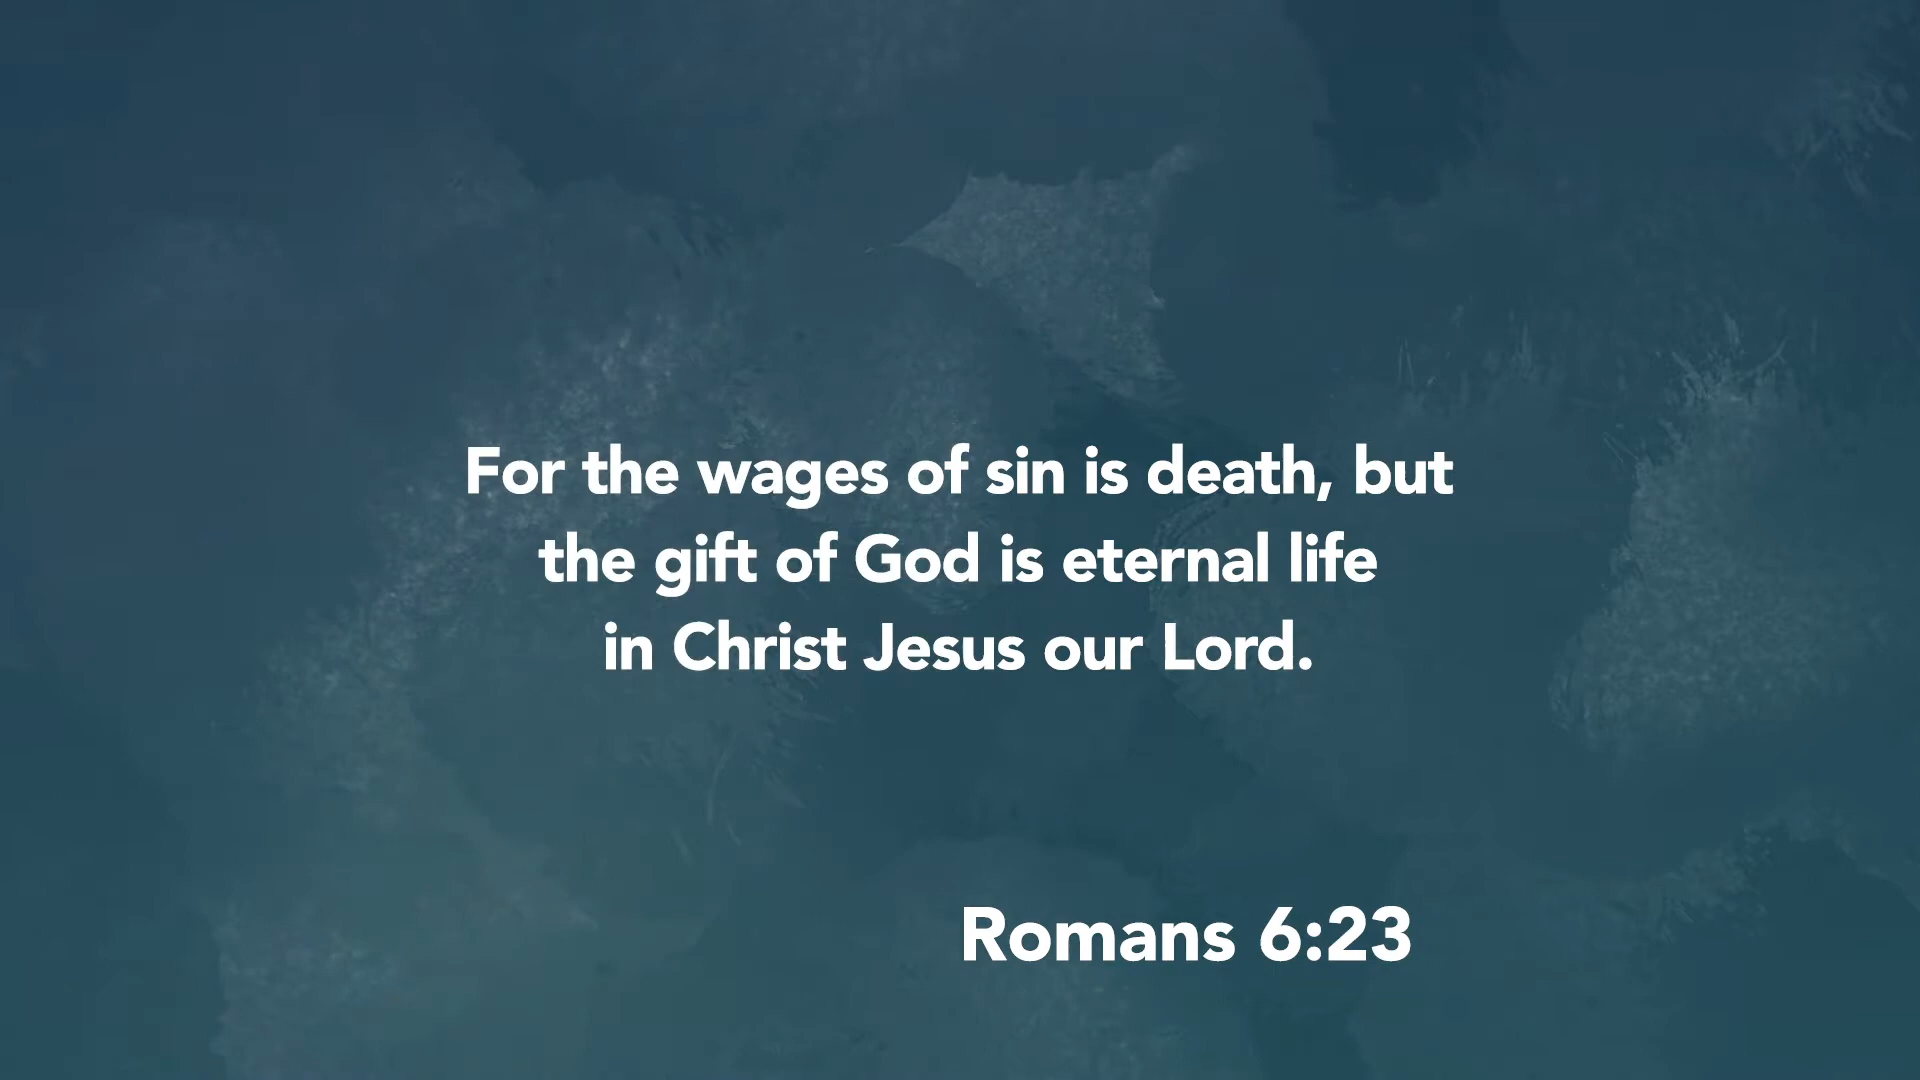 For the wages of sin is death, but
the gift of God is eternal life
in Christ Jesus our Lord.
Romans 6:23